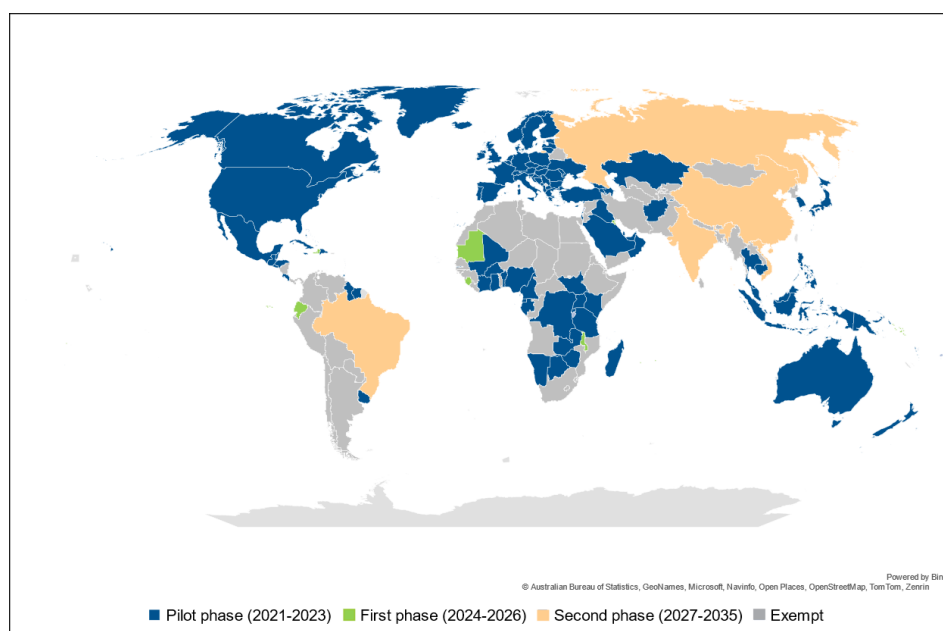 Powered by Bin
© Australian Bureau of Statistics, GeoNames, Microsoft, Navinfo, Open Places, OpenStreetMap, TomTom, Zenrin
Pilot phase (2021-2023) First phase (2024-2026) Second phase (2027-2035) Exempt